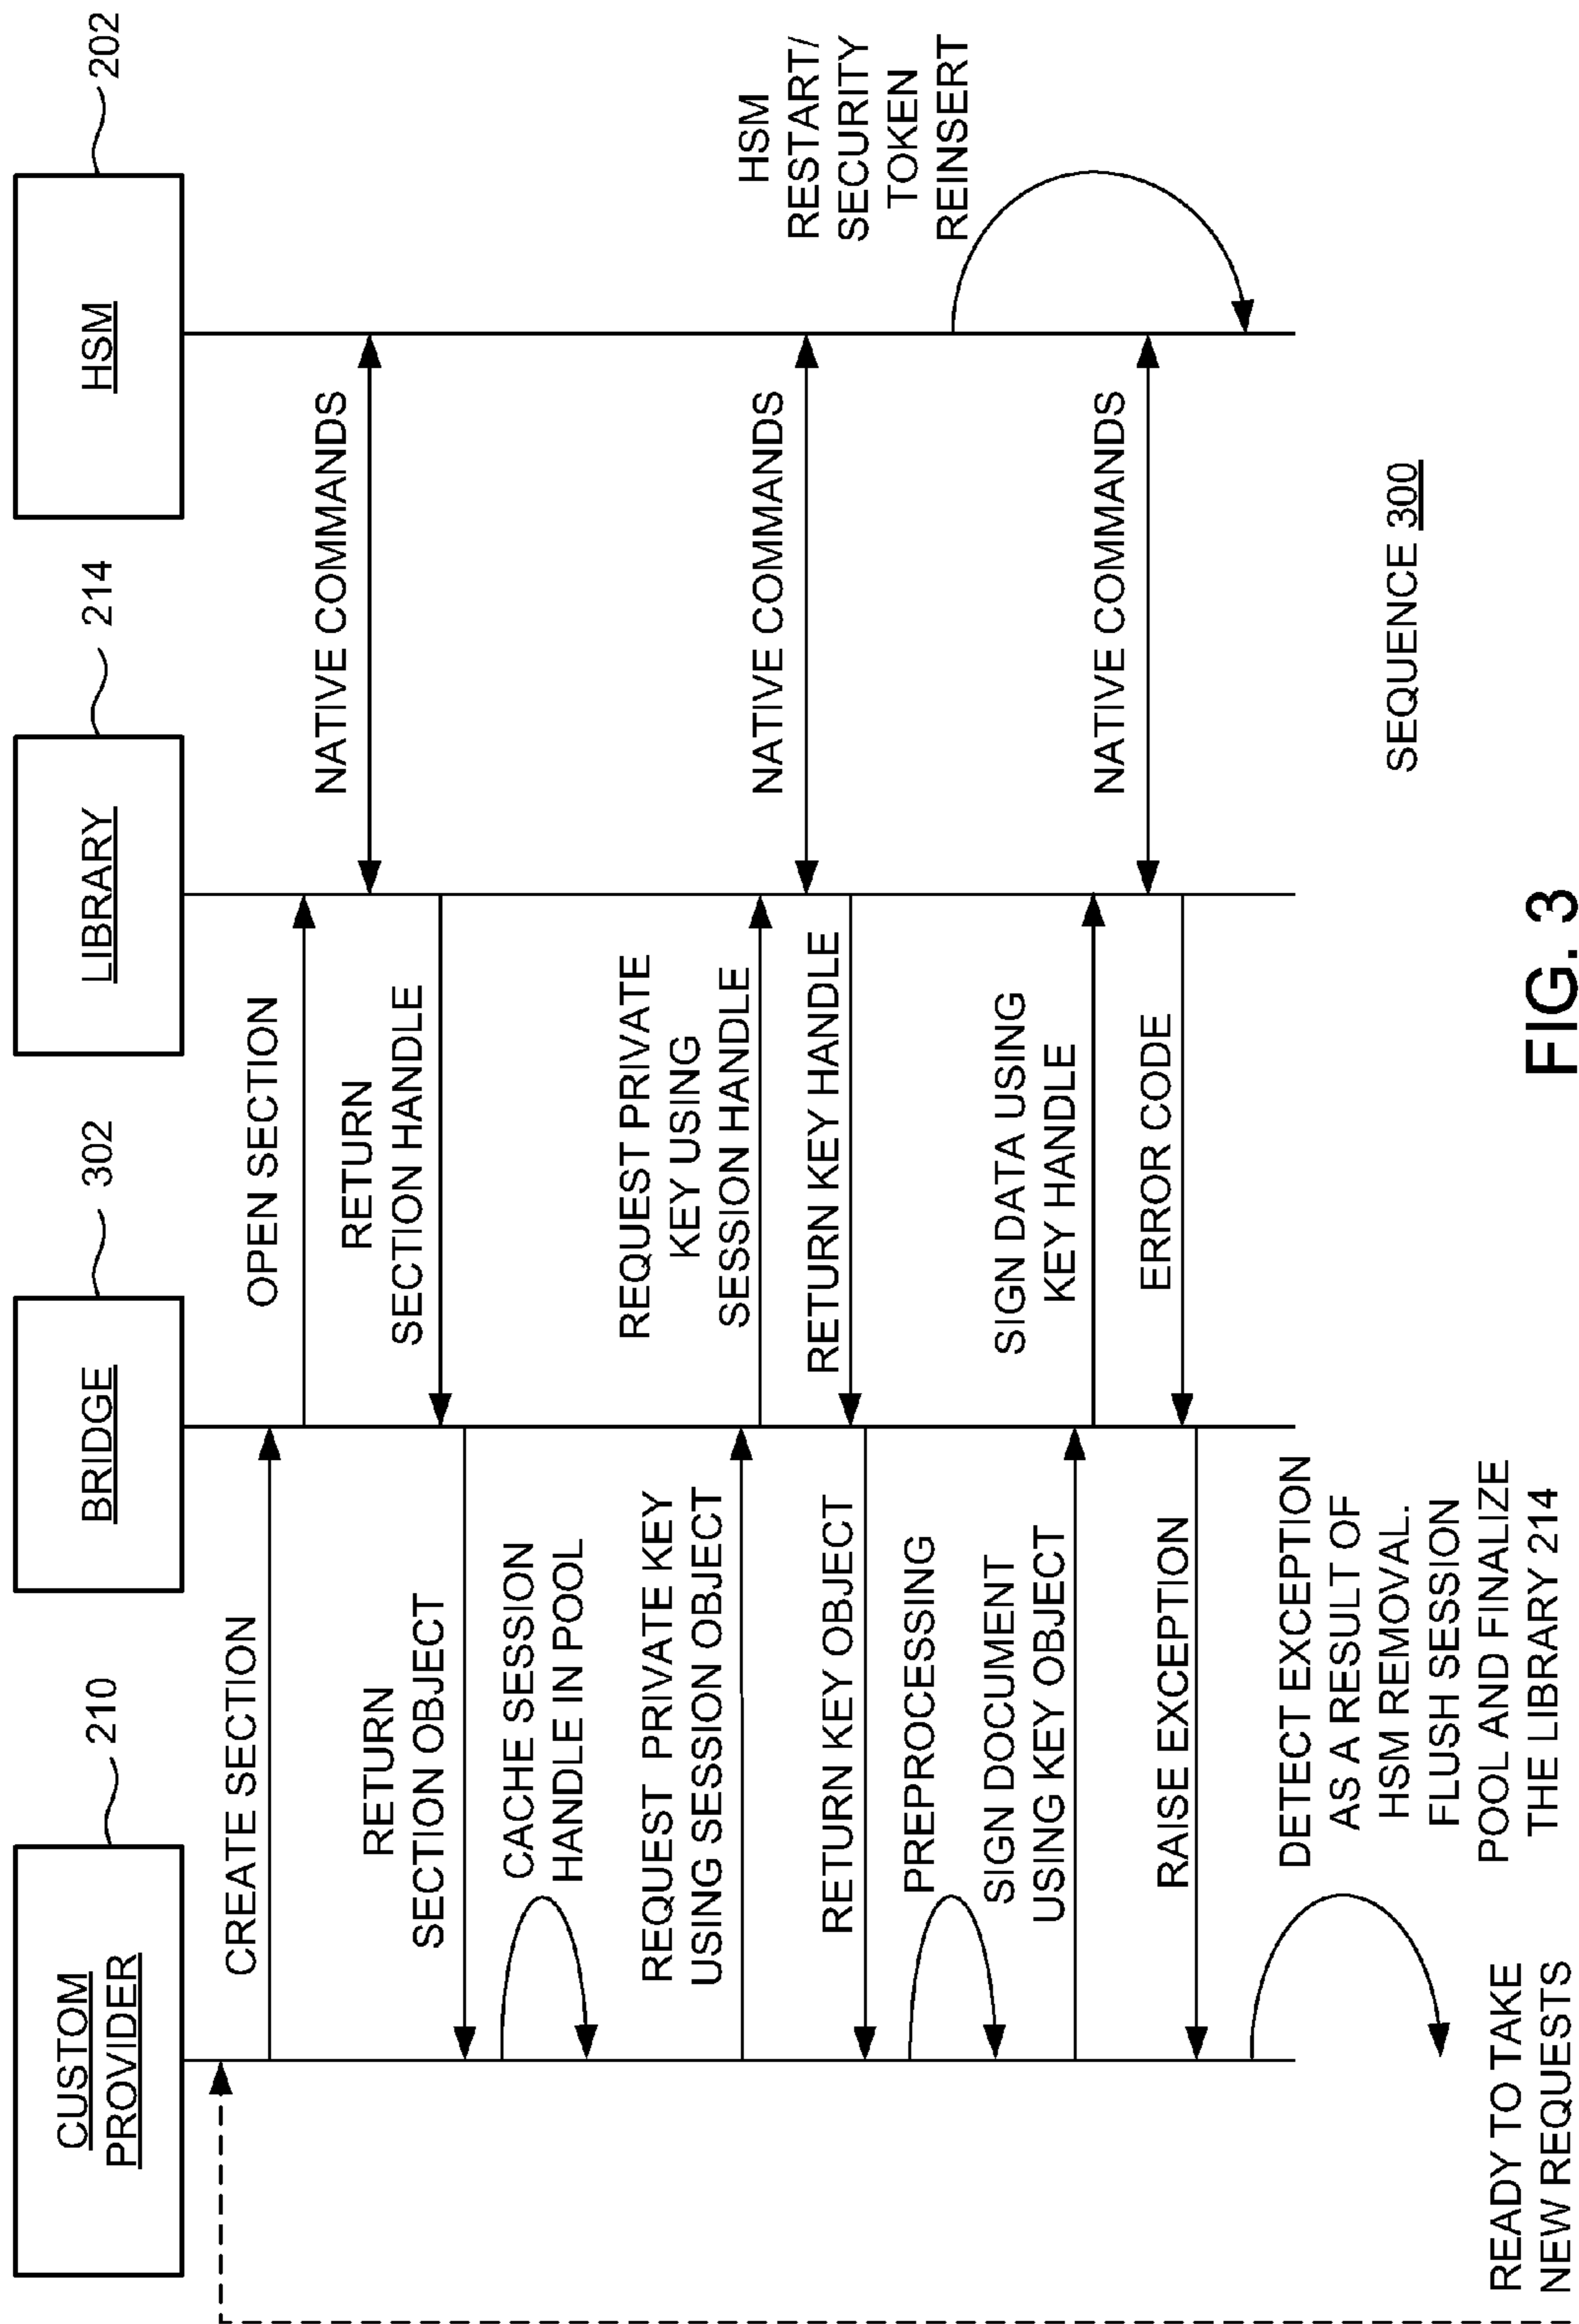 CUSTOM
PROVIDER
210
BRIDGE
302
LIBRARY
214
HSM
202
CREATE SECTION
OPEN SECTION
NATIVE COMMANDS
RETURN
SECTION HANDLE
RETURN
SECTION OBJECT
CACHE SESSION
HANDLE IN POOL
REQUEST PRIVATE KEY
USING SESSION OBJECT
REQUEST PRIVATE
KEY USING
SESSION HANDLE
NATIVE COMMANDS
RETURN KEY HANDLE
RETURN KEY OBJECT
PREPROCESSING
HSM
RESTART/
SECURITY
TOKEN
REINSERT
SIGN DOCUMENT
USING KEY OBJECT
SIGN DATA USING
KEY HANDLE
NATIVE COMMANDS
ERROR CODE
RAISE EXCEPTION
DETECT EXCEPTION
AS A RESULT OF
HSM REMOVAL.
FLUSH SESSION
POOL AND FINALIZE
THE LIBRARY 214
READY TO TAKE
NEW REQUESTS
SEQUENCE 300
FIG. 3